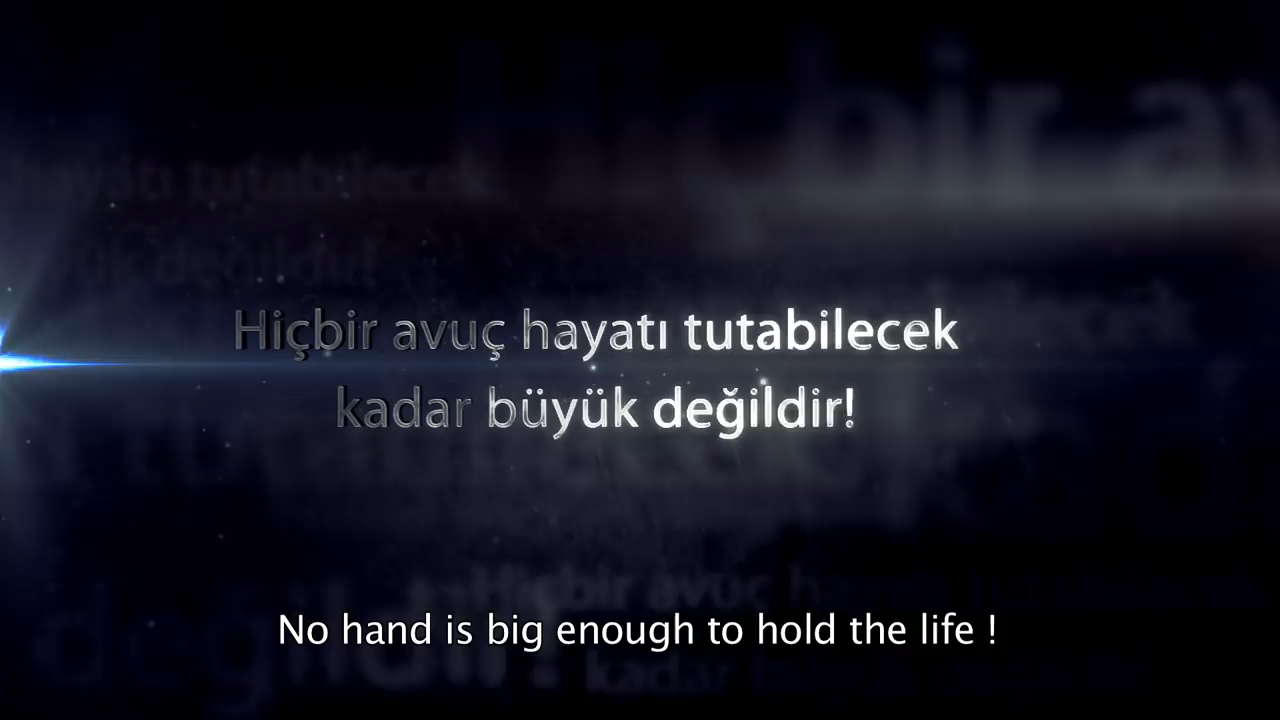 Hiçbir avuç hayatı tutabilecek
kadar büyük değildir!
No hand is big enough to hold the life !